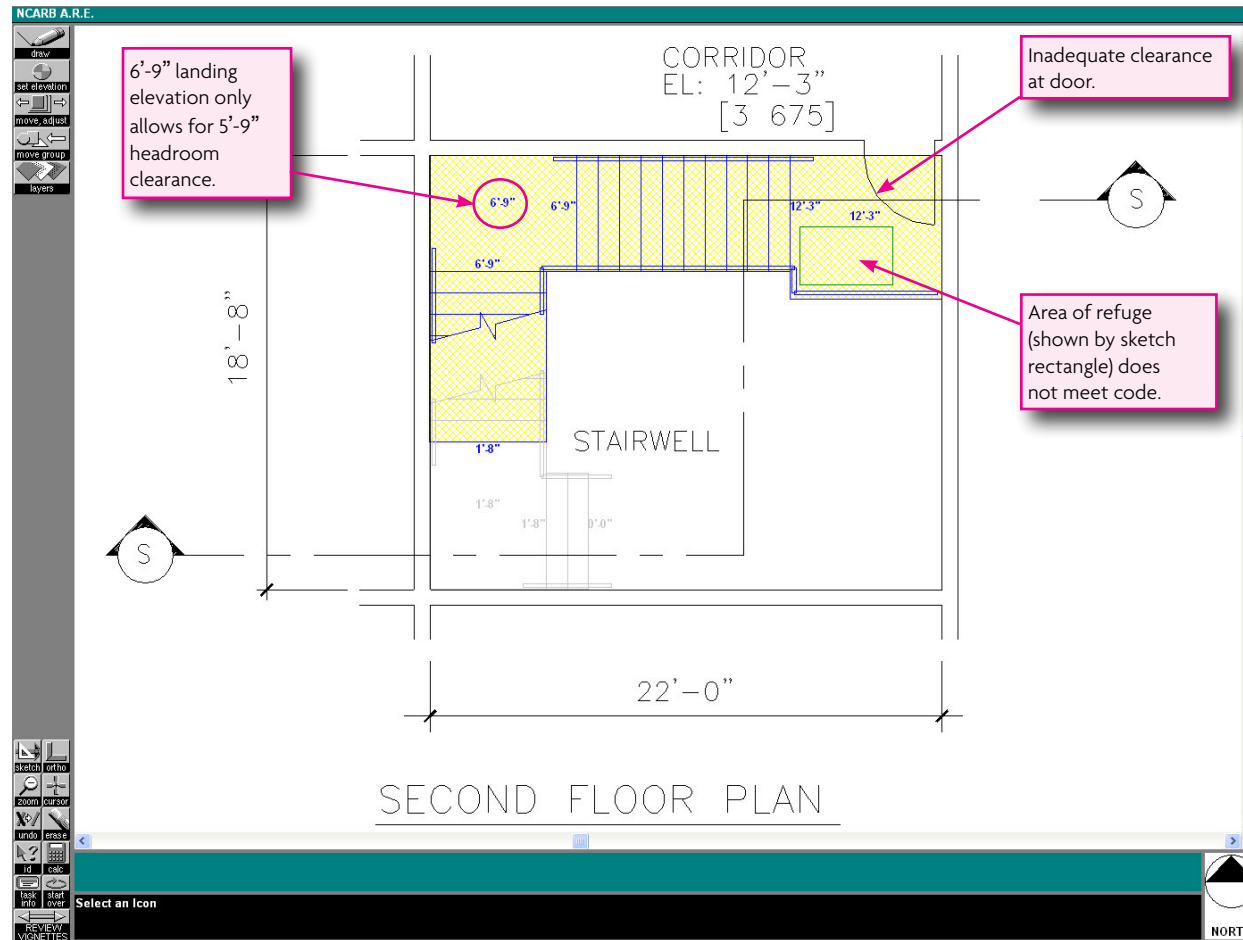 NCARB A.R.E.
draw
set elevation
move, adjust
move group
layers
6'-9" landing
elevation only
allows for 5'-9"
headroom
clearance.
CORRIDOR
EL: 12'-3"
[3 675]
Inadequate clearance
at door.
S
6'-9"
6'-9"
12'-3"
12'-3"
6'-9"
Area of refuge
(shown by sketch
rectangle) does
not meet code.
18'-8"
STAIRWELL
1'-8"
1'-8"
1'-8"
0'-0"
S
22'-0"
SECOND FLOOR PLAN
sketch
ortho
zoom
cursor
undo
erase
id
calc
task
info
start
over
REVIEW
VIGNETTES
Select an Icon
NORT